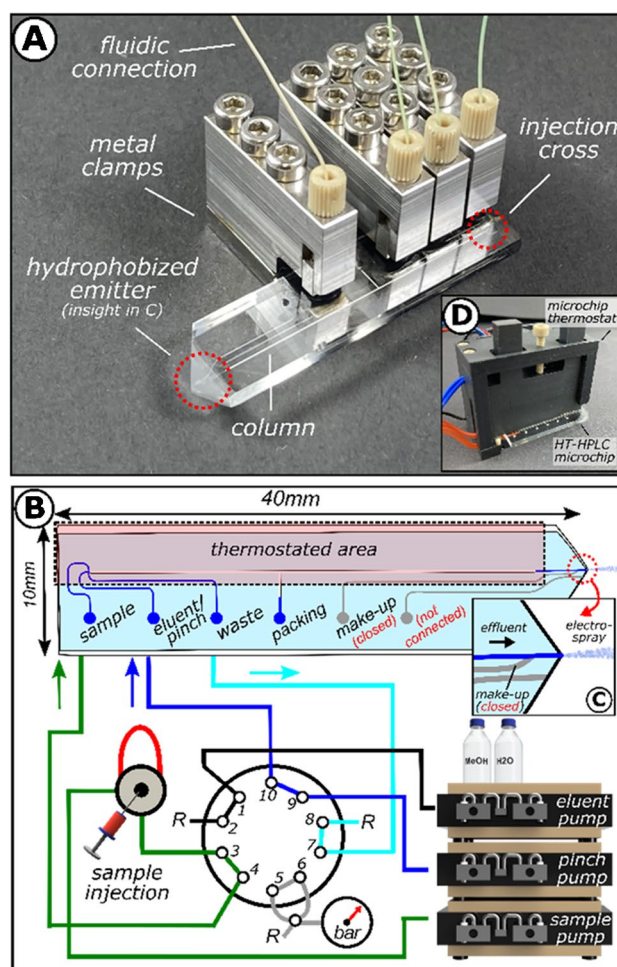 A
fluidic
connection
metal
clamps
injection
cross
hydrophobized
emitter
(insight in C)
column
D
microchip
thermostat
HT-HPLC
microchip
B
40mm
10mm
thermostated area
sample
eluent/
pinch
waste
packing
make-up
(closed)
(not
connected)
electro-
spray
effluent
make-up
(closed)
C
MeOH
H2O
eluent
pump
pinch
pump
sample
pump
sample
injection
R
1
2
3
4
5
6
7
8
9
10
R
R
bar